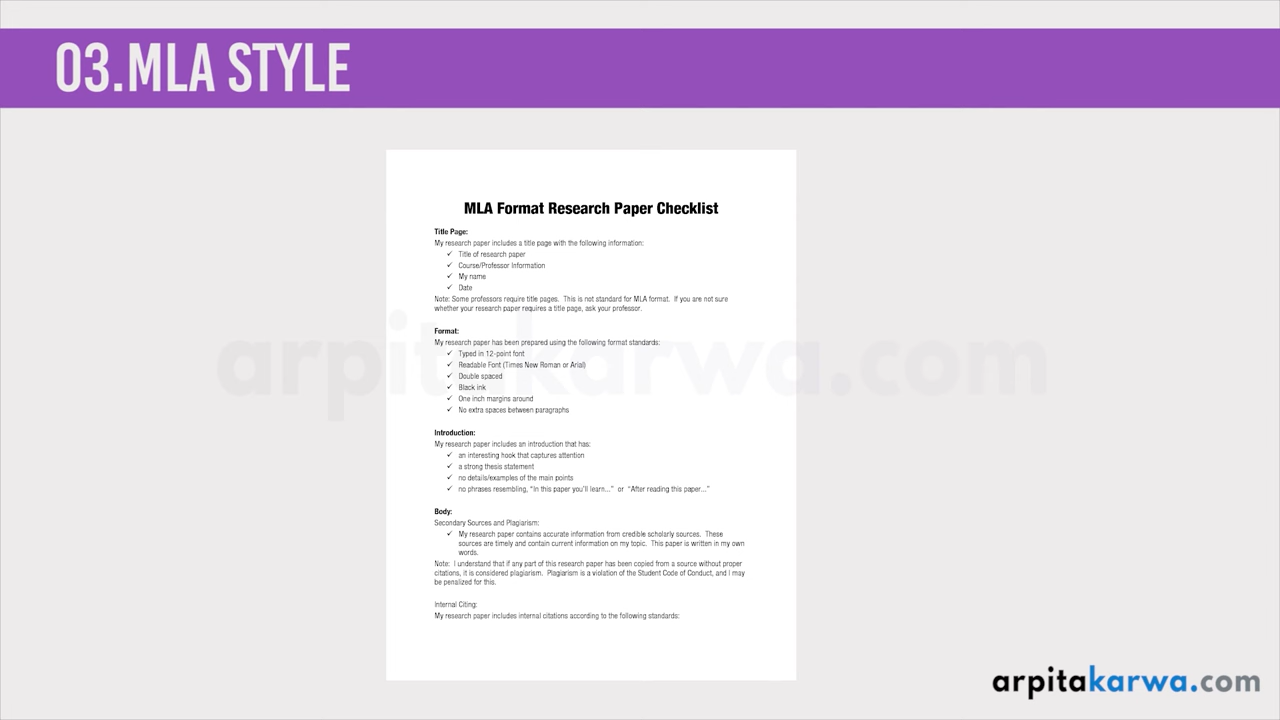 03.MLA STYLE
MLA Format Research Paper Checklist
Title Page:
My research paper includes a title page with the following information:
✓ Title of research paper
✓ Course/Professor Information
✓ My name
✓ Date
Note: Some professors require title pages. This is not standard for MLA format. If you are not sure
whether your research paper requires a title page, ask your professor.
Format:
My research paper has been prepared using the following format standards:
✓ Typed in 12-point font
✓ Readable Font (Times New Roman or Arial)
✓ Double spaced
✓ Black ink
✓ One inch margins around
✓ No extra spaces between paragraphs
Introduction:
My research paper includes an introduction that has:
✓ an interesting hook that captures attention
✓ a strong thesis statement
✓ no details/examples of the main points
✓ no phrases resembling, “In this paper you’ll learn...” or “After reading this paper...”
Body:
Secondary Sources and Plagiarism:
✓ My research paper contains accurate information from credible scholarly sources. These
sources are timely and contain current information on my topic. This paper is written in my own
words.
Note: I understand that if any part of this research paper has been copied from a source without proper
citations, it is considered plagiarism. Plagiarism is a violation of the Student Code of Conduct, and I may
be penalized for this.
Internal Citing:
My research paper includes internal citations according to the following standards:
arpitakarwa.com
arpitakarwa.com